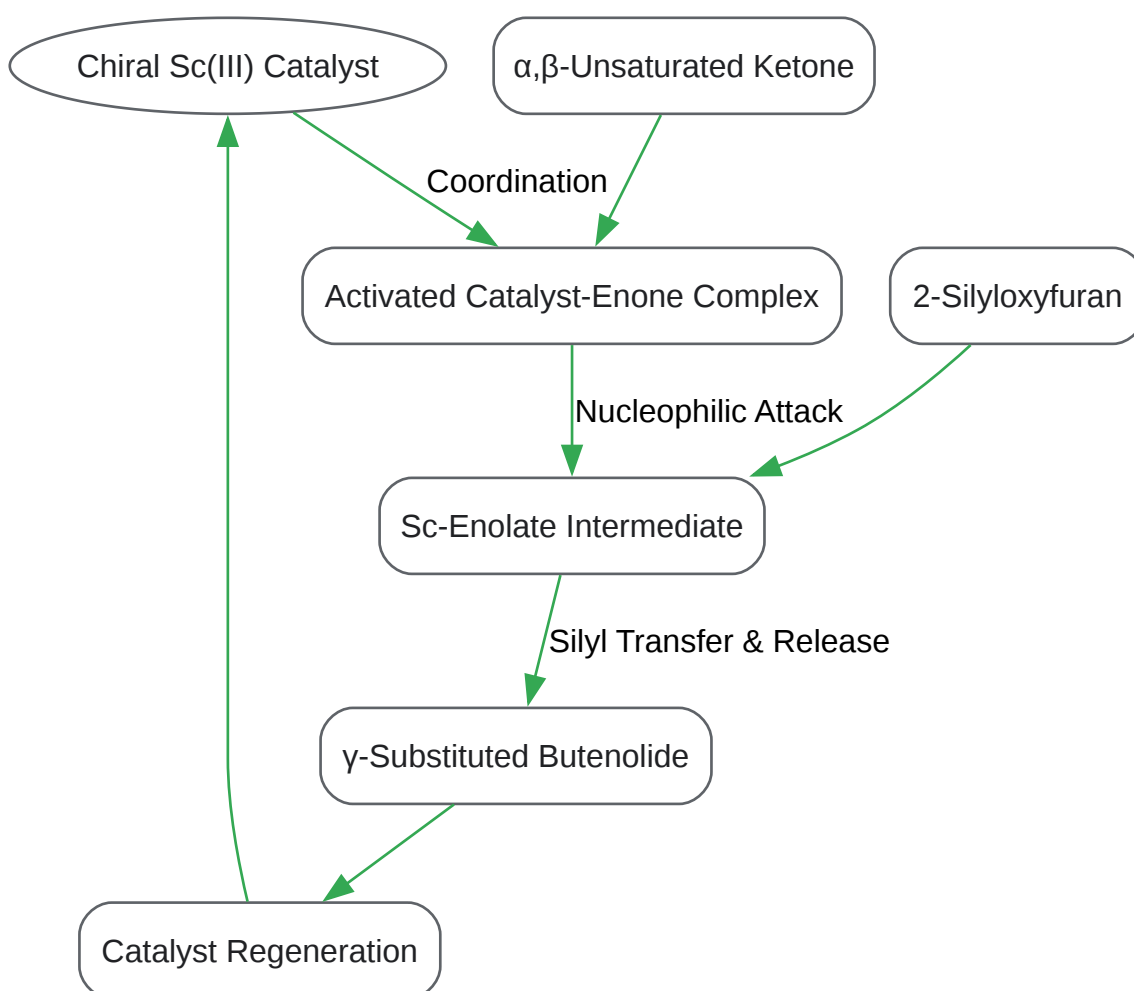 Chiral Sc(III) Catalyst
α,β-Unsaturated Ketone
Coordination
Activated Catalyst-Enone Complex
2-Silyloxyfuran
Nucleophilic Attack
Sc-Enolate Intermediate
Silyl Transfer & Release
γ-Substituted Butenolide
Catalyst Regeneration